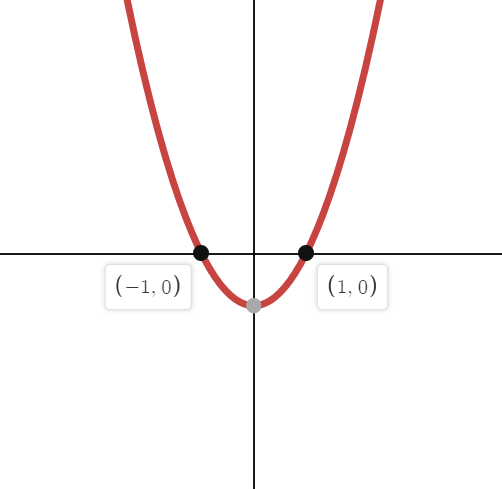 (−1, 0)
(1, 0)